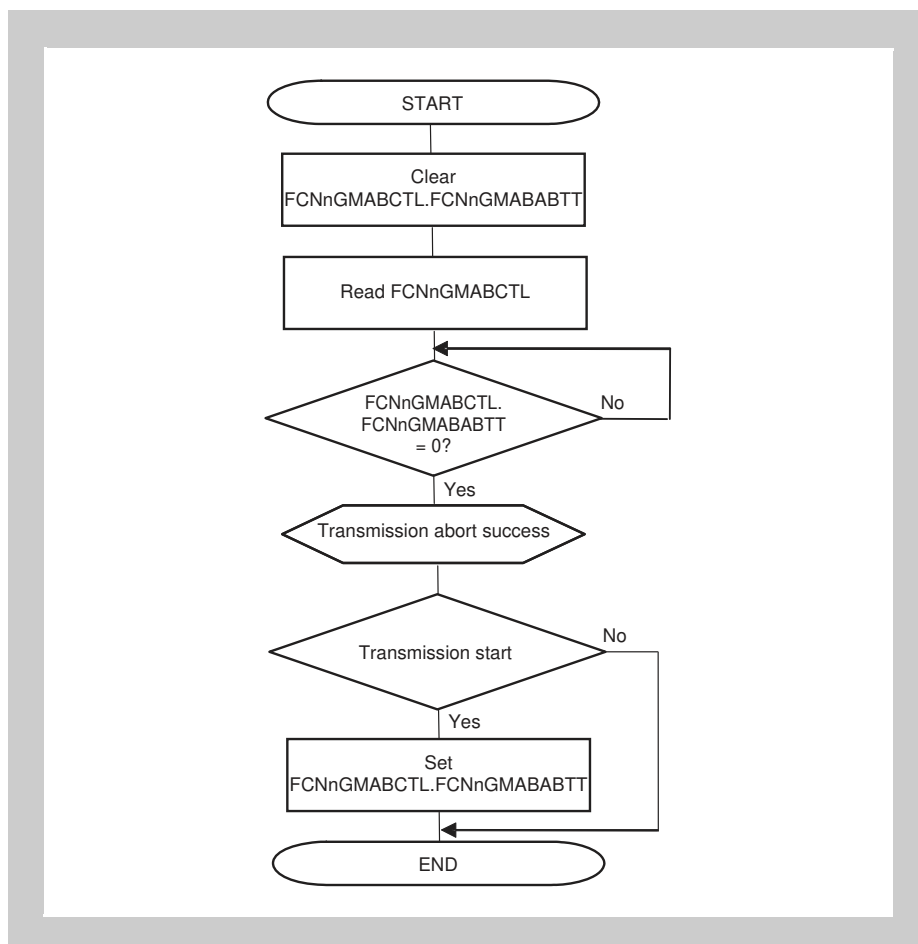 START
Clear
FCNnGMABCTL.FCNnGMABABTT
Read FCNnGMABCTL
FCNnGMABCTL.
FCNnGMABABTT
= 0?
No
Yes
Transmission abort success
Transmission start
No
Yes
Set
FCNnGMABCTL.FCNnGMABABTT
END